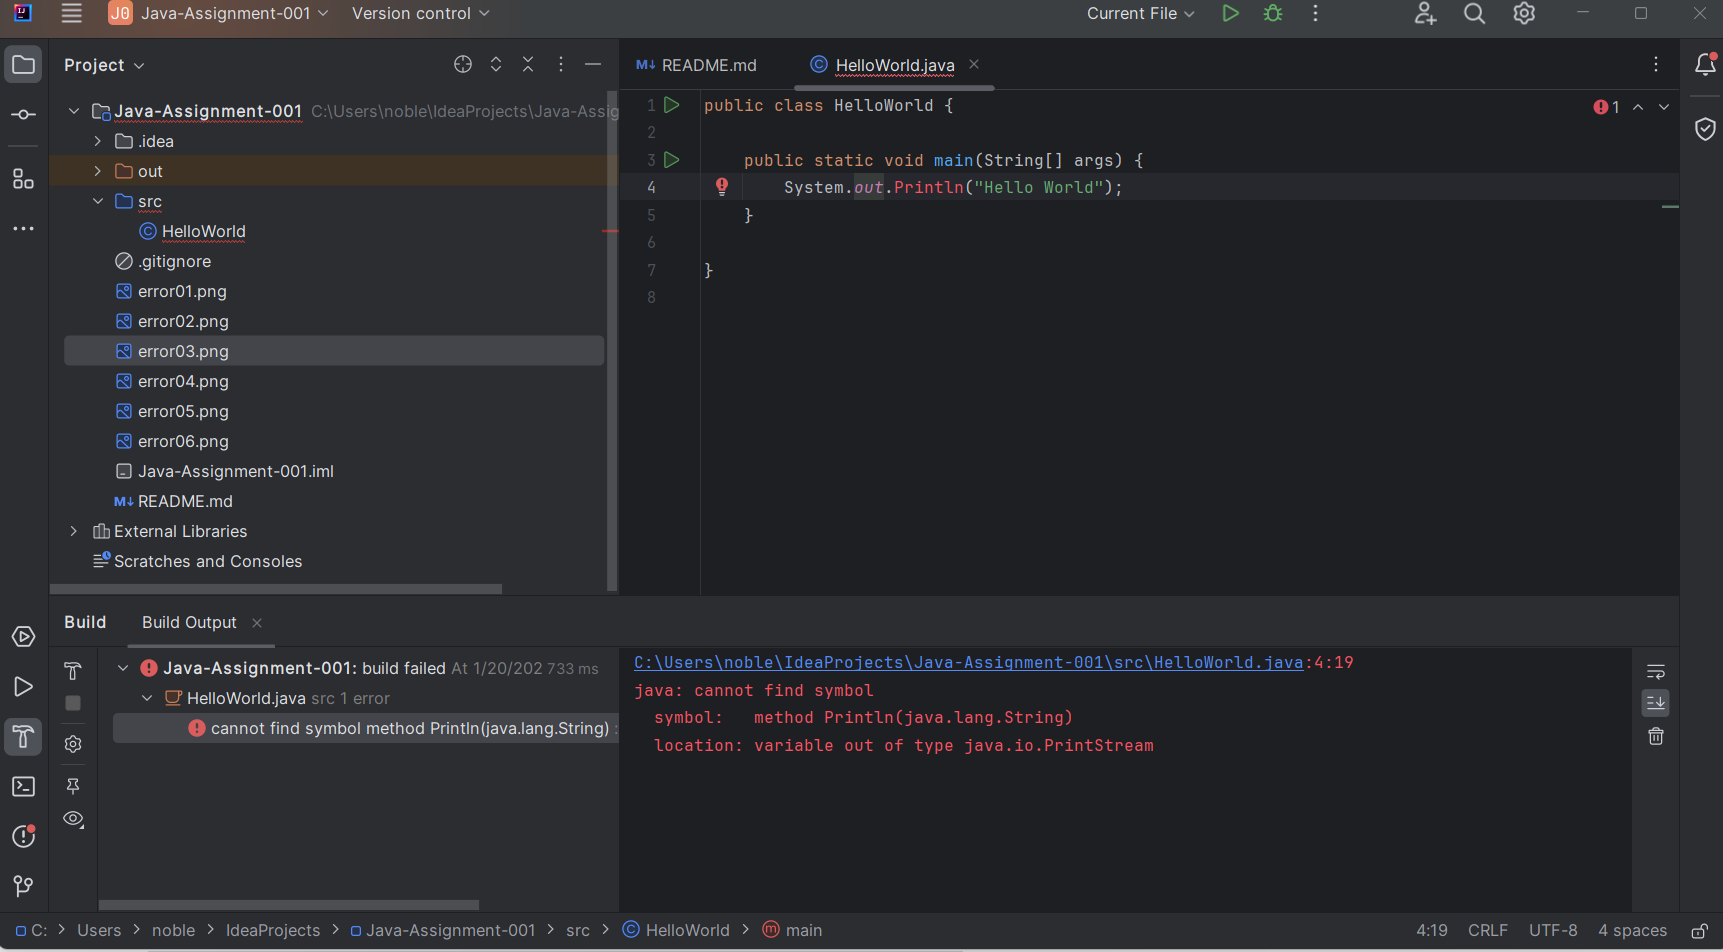 J0 Java-Assignment-001 Version control Current File
Project
Java-Assignment-001 C:\Users\noble\IdeaProjects\Java-Assig
.idea
out
src
HelloWorld
.gitignore
error01.png
error02.png
error03.png
error04.png
error05.png
error06.png
Java-Assignment-001.iml
M↓ README.md
External Libraries
Scratches and Consoles
M↓ README.md
HelloWorld.java
1 public class HelloWorld {
2
3 public static void main(String[] args) {
4 System.out.Println("Hello World");
5 }
6
7 }
8
1
Build Build Output
Java-Assignment-001: build failed At 1/20/202 733 ms
HelloWorld.java src 1 error
cannot find symbol method Println(java.lang.String) :
C:\Users\noble\IdeaProjects\Java-Assignment-001\src\HelloWorld.java:4:19
java: cannot find symbol
symbol: method Println(java.lang.String)
location: variable out of type java.io.PrintStream
C: > Users > noble > IdeaProjects > Java-Assignment-001 > src > HelloWorld > main
4:19 CRLF UTF-8 4 spaces